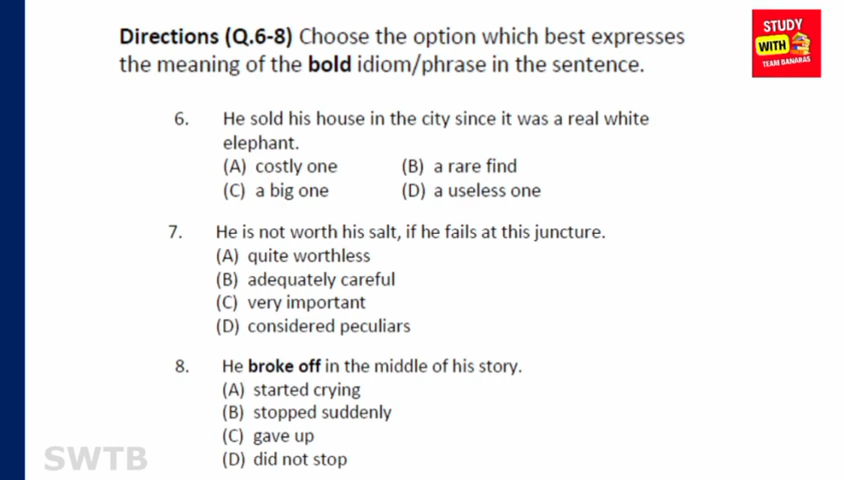 Directions (Q.6-8) Choose the option which best expresses
the meaning of the bold idiom/phrase in the sentence.
STUDY
WITH
TEAM BANARAS
6. He sold his house in the city since it was a real white
elephant.
(A) costly one (B) a rare find
(C) a big one (D) a useless one
7. He is not worth his salt, if he fails at this juncture.
(A) quite worthless
(B) adequately careful
(C) very important
(D) considered peculiars
8. He broke off in the middle of his story.
(A) started crying
(B) stopped suddenly
(C) gave up
(D) did not stop
SWTB